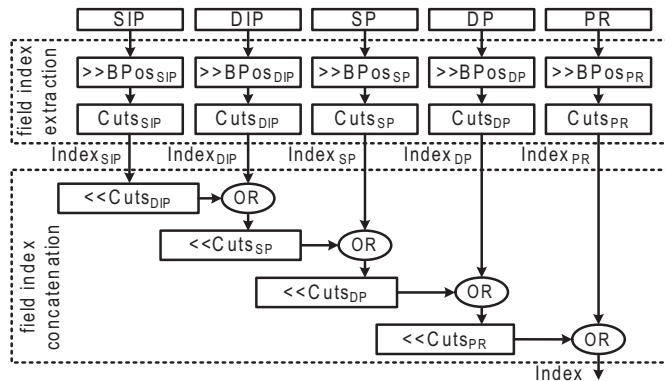 SIP DIP SP DP PR
field index extraction
>>BPosSIP >>BPosDIP >>BPosSP >>BPosDP >>BPosPR
CutsSIP CutsDIP CutsSP CutsDP CutsPR
IndexSIP IndexDIP IndexSP IndexDP IndexPR
field index concatenation
<<CutsDIP OR
<<CutsSP OR
<<CutsDP OR
<<CutsPR OR
Index